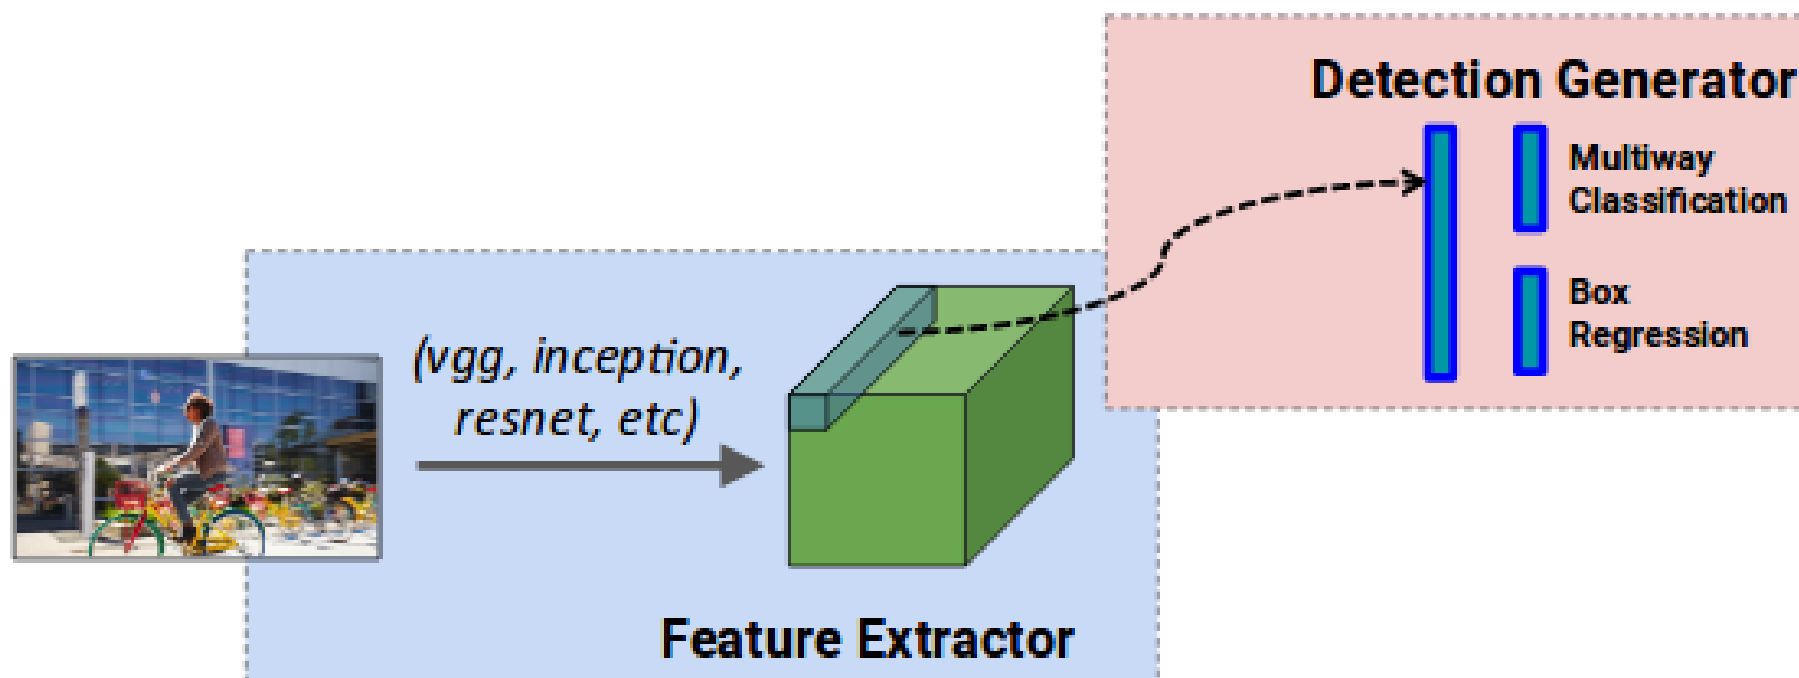 Detection Generator
Multiway
Classification
Box
Regression
(vgg, inception,
resnet, etc)
Feature Extractor